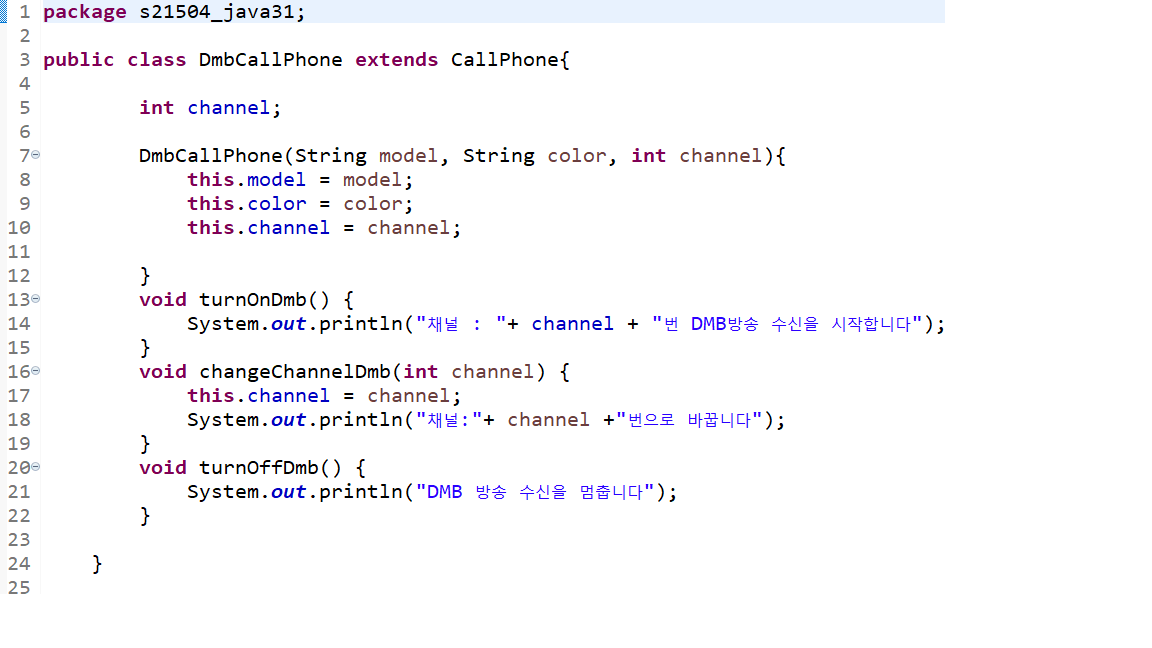 1 package s21504_java31;
2
3 public class DmbCallPhone extends CallPhone{
4
5 int channel;
6
7 DmbCallPhone(String model, String color, int channel){
8 this.model = model;
9 this.color = color;
10 this.channel = channel;
11
12 }
13 void turnOnDmb() {
14 System.out.println("채널 : "+ channel + "번 DMB방송 수신을 시작합니다");
15 }
16 void changeChannelDmb(int channel) {
17 this.channel = channel;
18 System.out.println("채널:"+ channel +"번으로 바꿉니다");
19 }
20 void turnOffDmb() {
21 System.out.println("DMB 방송 수신을 멈춥니다");
22 }
23
24 }
25